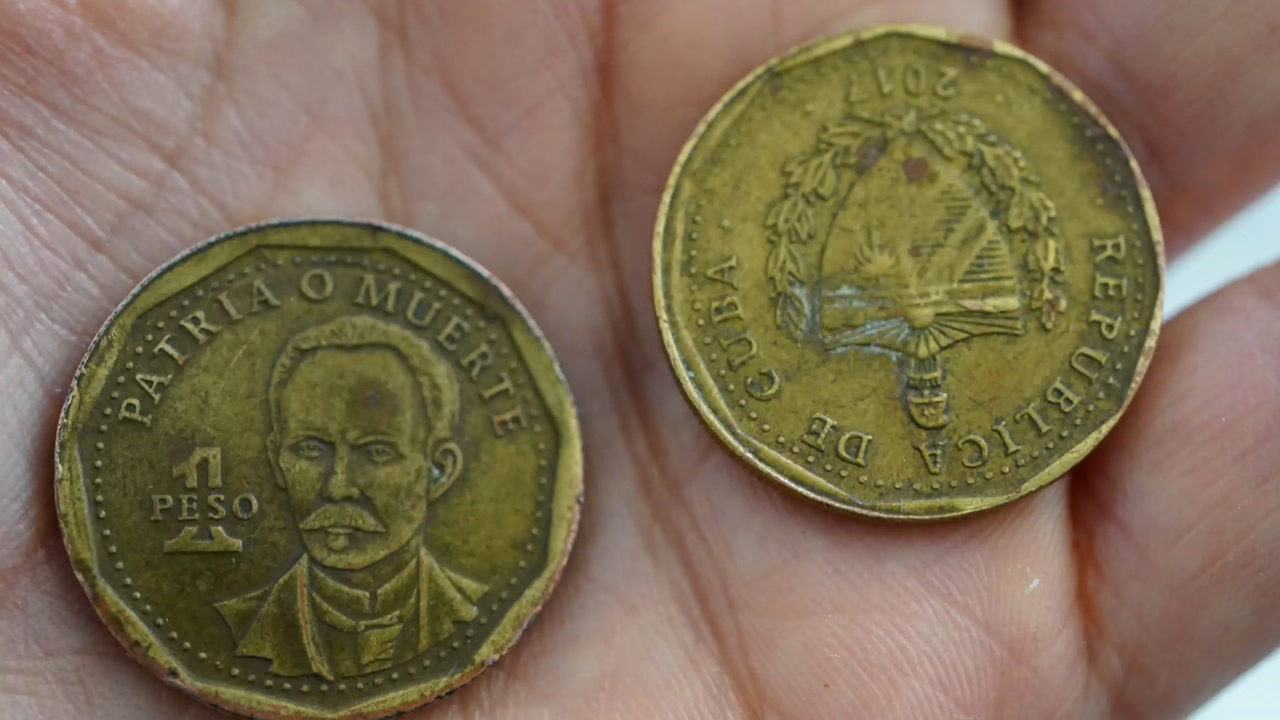 PATRIA O MUERTE
1
PESO
REPUBLICA DE CUBA
2017